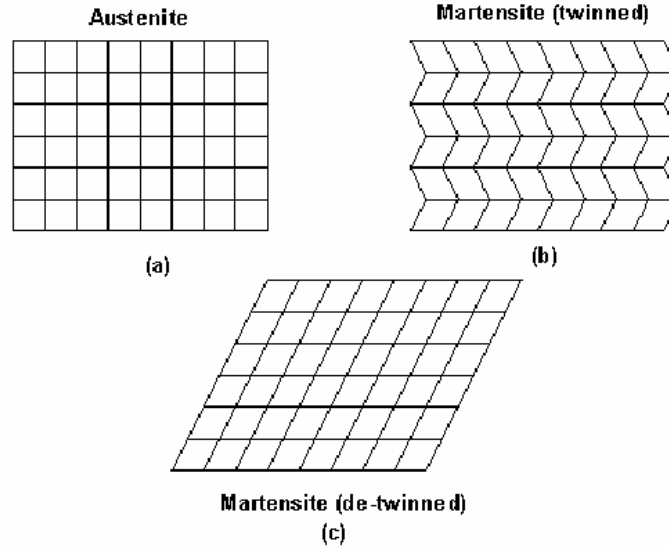 Austenite
Martensite (twinned)
(a)
(b)
Martensite (de-twinned)
(c)